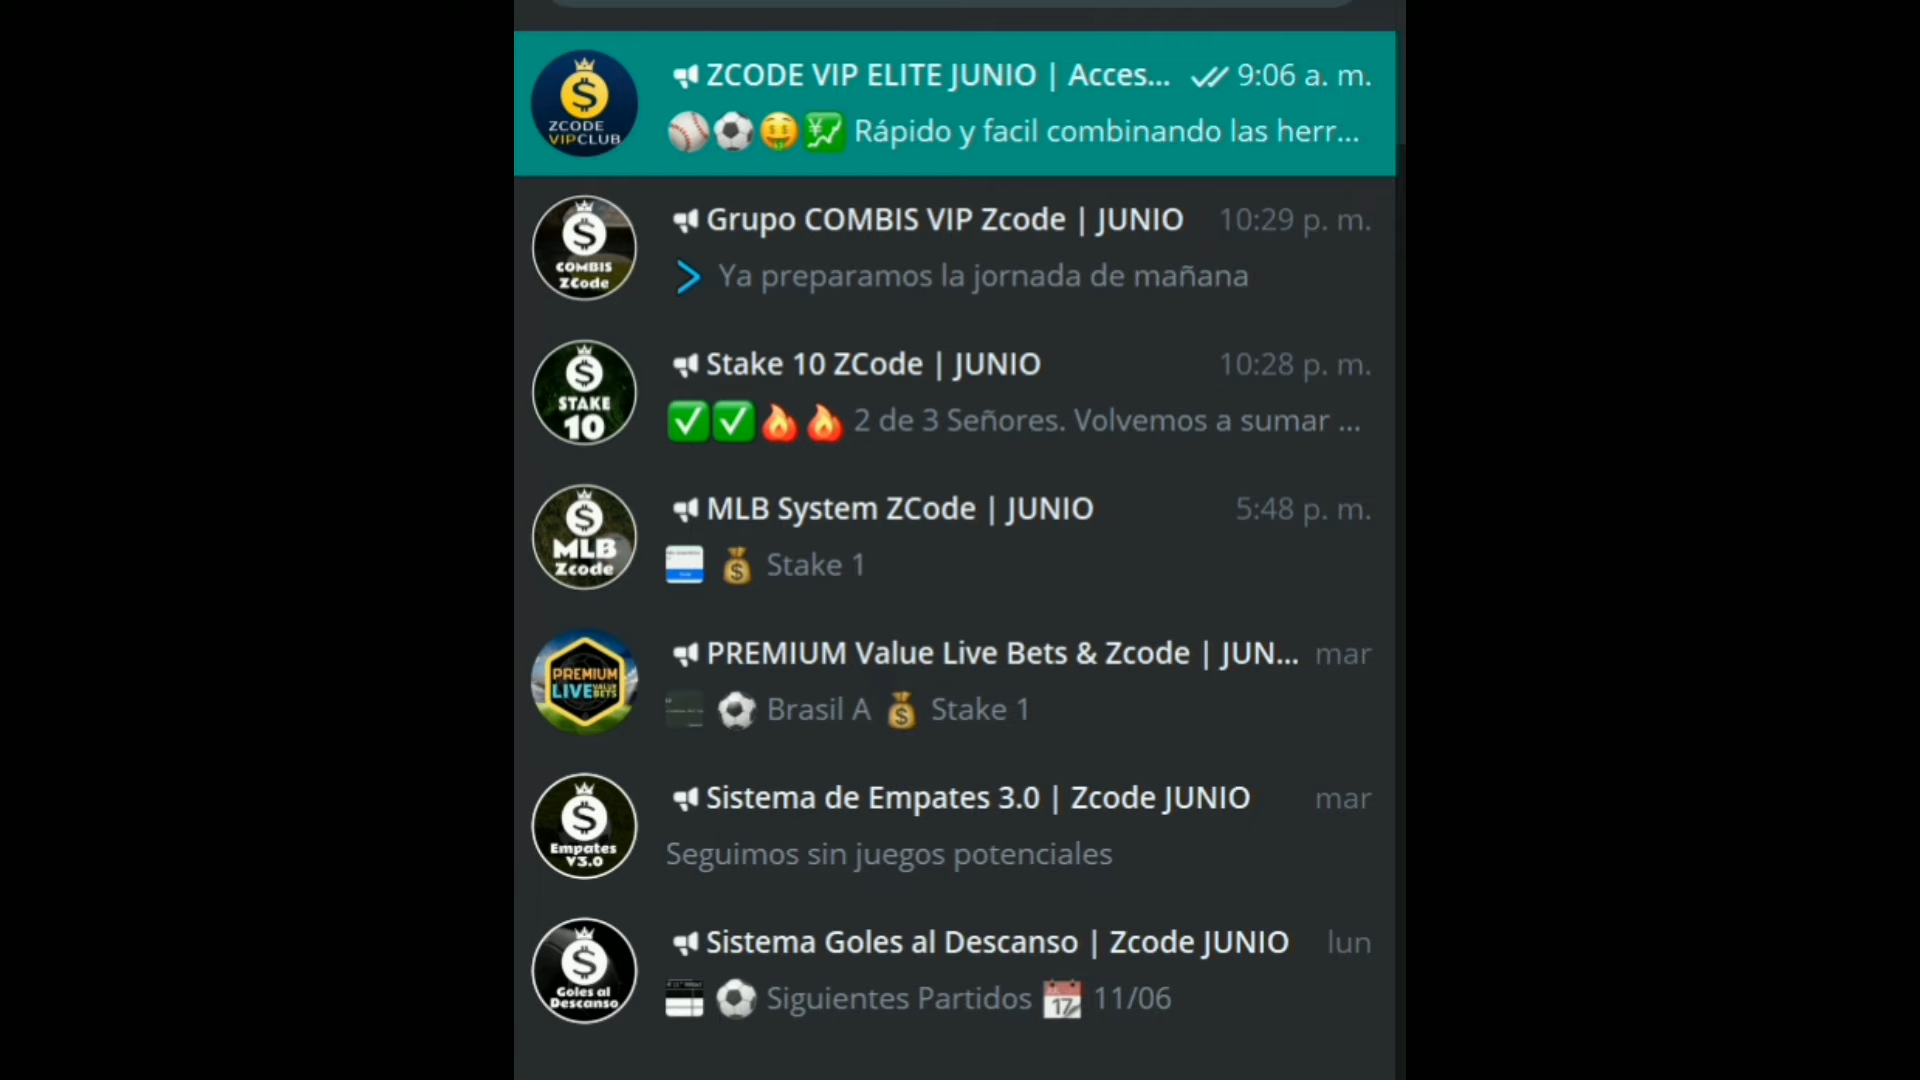 ZCODE VIP ELITE JUNIO | Acces... 9:06 a. m.
Rápido y facil combinando las herr...
ZCODE
VIPCLUB
Grupo COMBIS VIP Zcode | JUNIO 10:29 p. m.
Ya preparamos la jornada de mañana
COMBIS
ZCode
Stake 10 ZCode | JUNIO 10:28 p. m.
2 de 3 Señores. Volvemos a sumar ...
STAKE
10
MLB System ZCode | JUNIO 5:48 p. m.
Stake 1
MLB
Zcode
PREMIUM Value Live Bets & Zcode | JUN... mar
Brasil A Stake 1
PREMIUM
LIVE VALUE BETS
Sistema de Empates 3.0 | Zcode JUNIO mar
Seguimos sin juegos potenciales
Empates
V3.0
Sistema Goles al Descanso | Zcode JUNIO lun
Siguientes Partidos 17 11/06
Goles al
Descanso